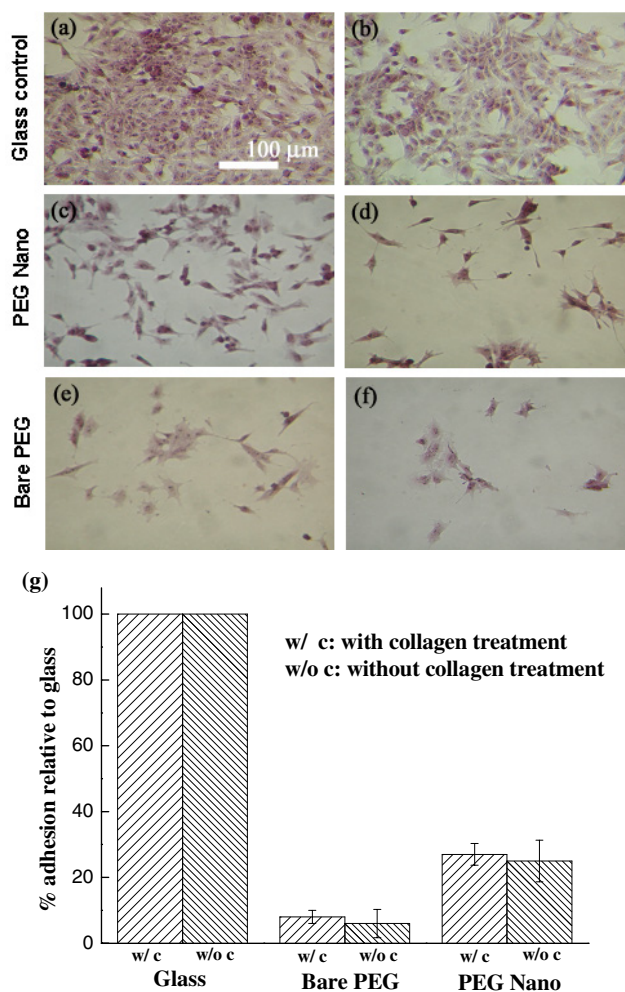 Glass control
(a)
100 μm
(b)
PEG Nano
(c)
(d)
Bare PEG
(e)
(f)
(g)
% adhesion relative to glass
100
80
60
40
20
0
w/ c: with collagen treatment
w/o c: without collagen treatment
w/ c w/o c w/ c w/o c w/ c w/o c
Glass Bare PEG PEG Nano